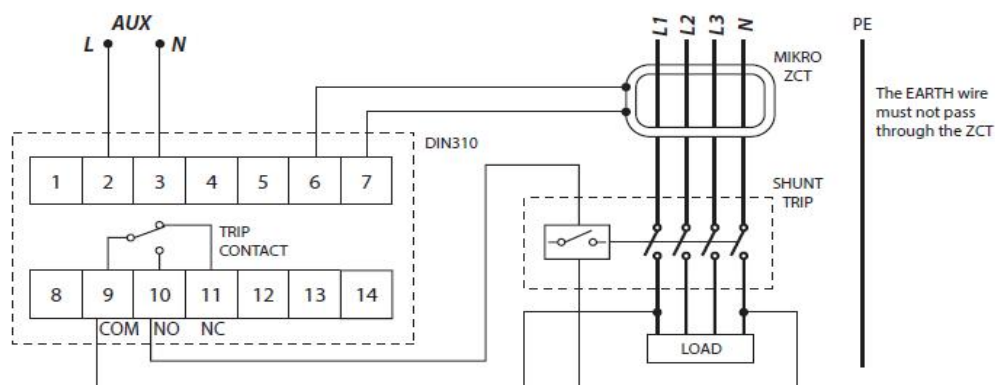 AUX
L N
L1 L2 L3 N
PE
MIKRO
ZCT
The EARTH wire
must not pass
through the ZCT
DIN310
1 2 3 4 5 6 7
SHUNT
TRIP
TRIP
CONTACT
8 9 10 11 12 13 14
COM NO NC
LOAD